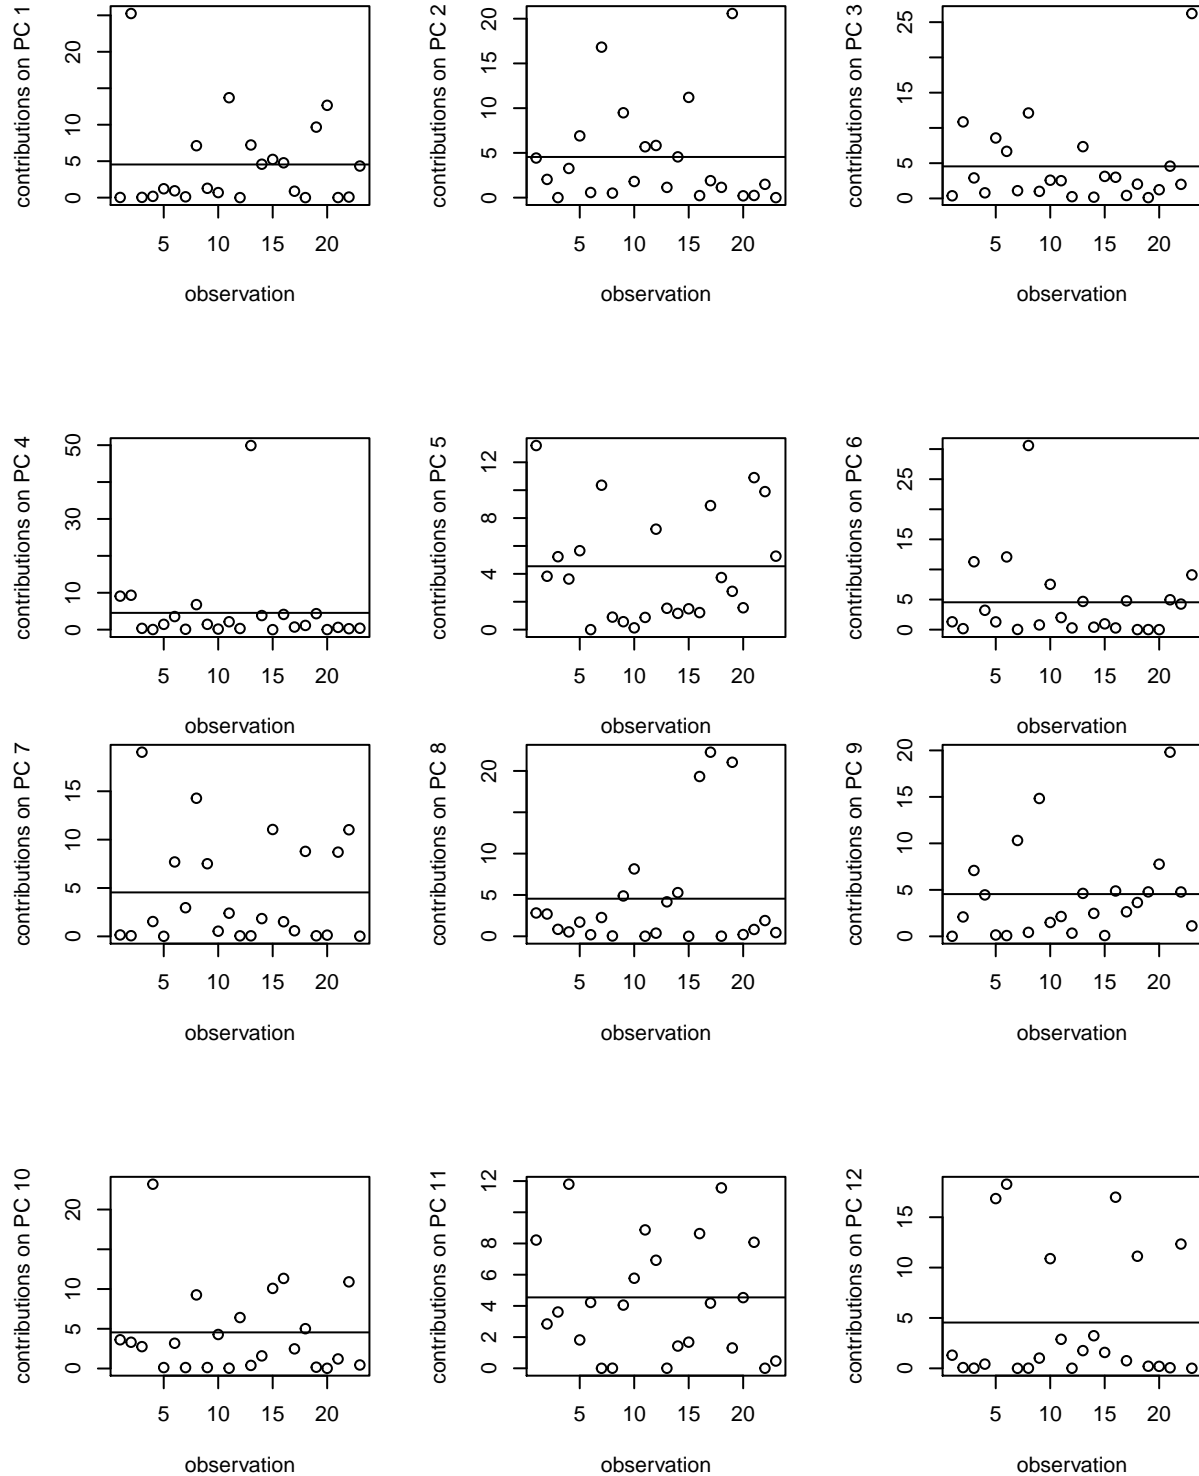 contributions on PC 1
0 5 10 20
5 10 15 20
observation
contributions on PC 2
0 5 10 15 20
5 10 15 20
observation
contributions on PC 3
0 5 15 25
5 10 15 20
observation
contributions on PC 4
0 10 30 50
5 10 15 20
observation
contributions on PC 5
0 4 8 12
5 10 15 20
observation
contributions on PC 6
0 5 15 25
5 10 15 20
observation
contributions on PC 7
0 5 10 15
5 10 15 20
observation
contributions on PC 8
0 5 10 20
5 10 15 20
observation
contributions on PC 9
0 5 10 15 20
5 10 15 20
observation
contributions on PC 10
0 5 10 20
5 10 15 20
observation
contributions on PC 11
0 2 4 6 8 12
5 10 15 20
observation
contributions on PC 12
0 5 10 15
5 10 15 20
observation